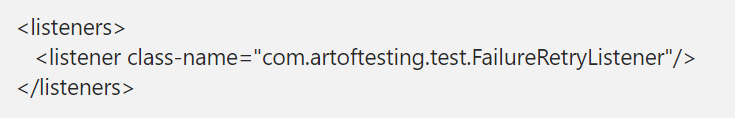 <listeners>
<listener class-name="com.artoftesting.test.FailureRetryListener"/>
</listeners>